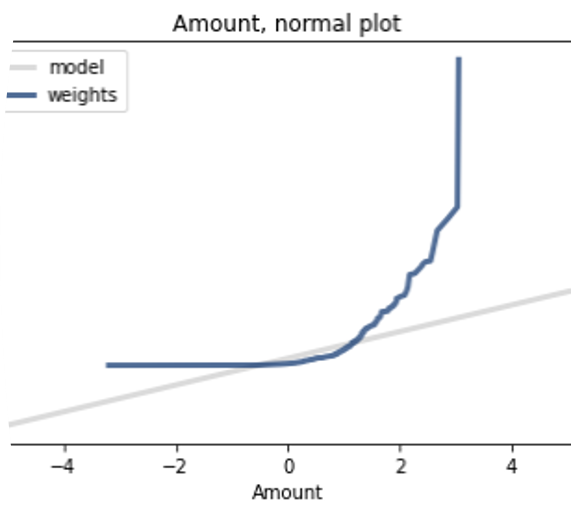 Amount, normal plot
model
weights
−4 −2 0 2 4
Amount